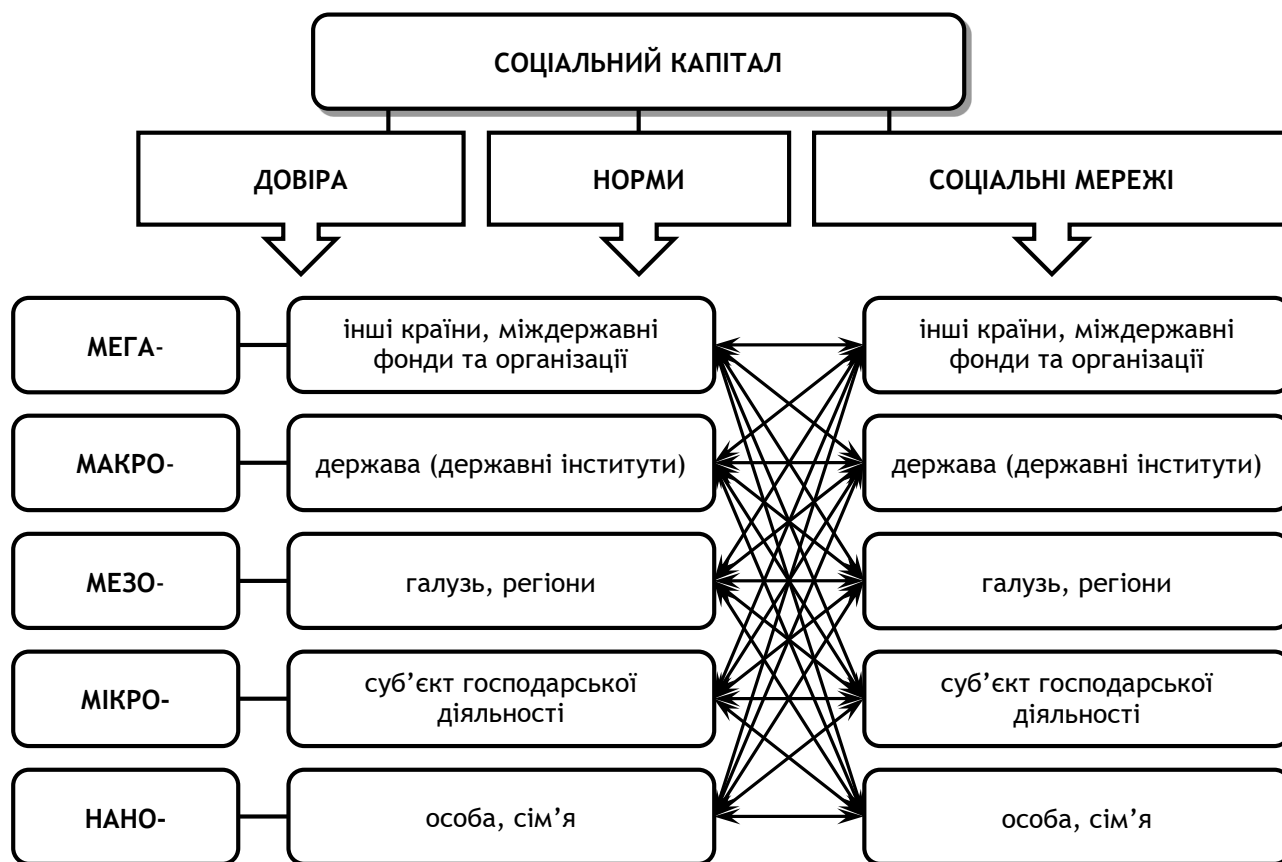 СОЦІАЛЬНИЙ КАПІТАЛ
ДОВІРА
НОРМИ
СОЦІАЛЬНІ МЕРЕЖІ
МЕГА-
інші країни, міждержавні
фонди та організації
інші країни, міждержавні
фонди та організації
МАКРО-
держава (державні інститути)
держава (державні інститути)
МЕЗО-
галузь, регіони
галузь, регіони
МІКРО-
суб’єкт господарської
діяльності
суб’єкт господарської
діяльності
НАНО-
особа, сім’я
особа, сім’я